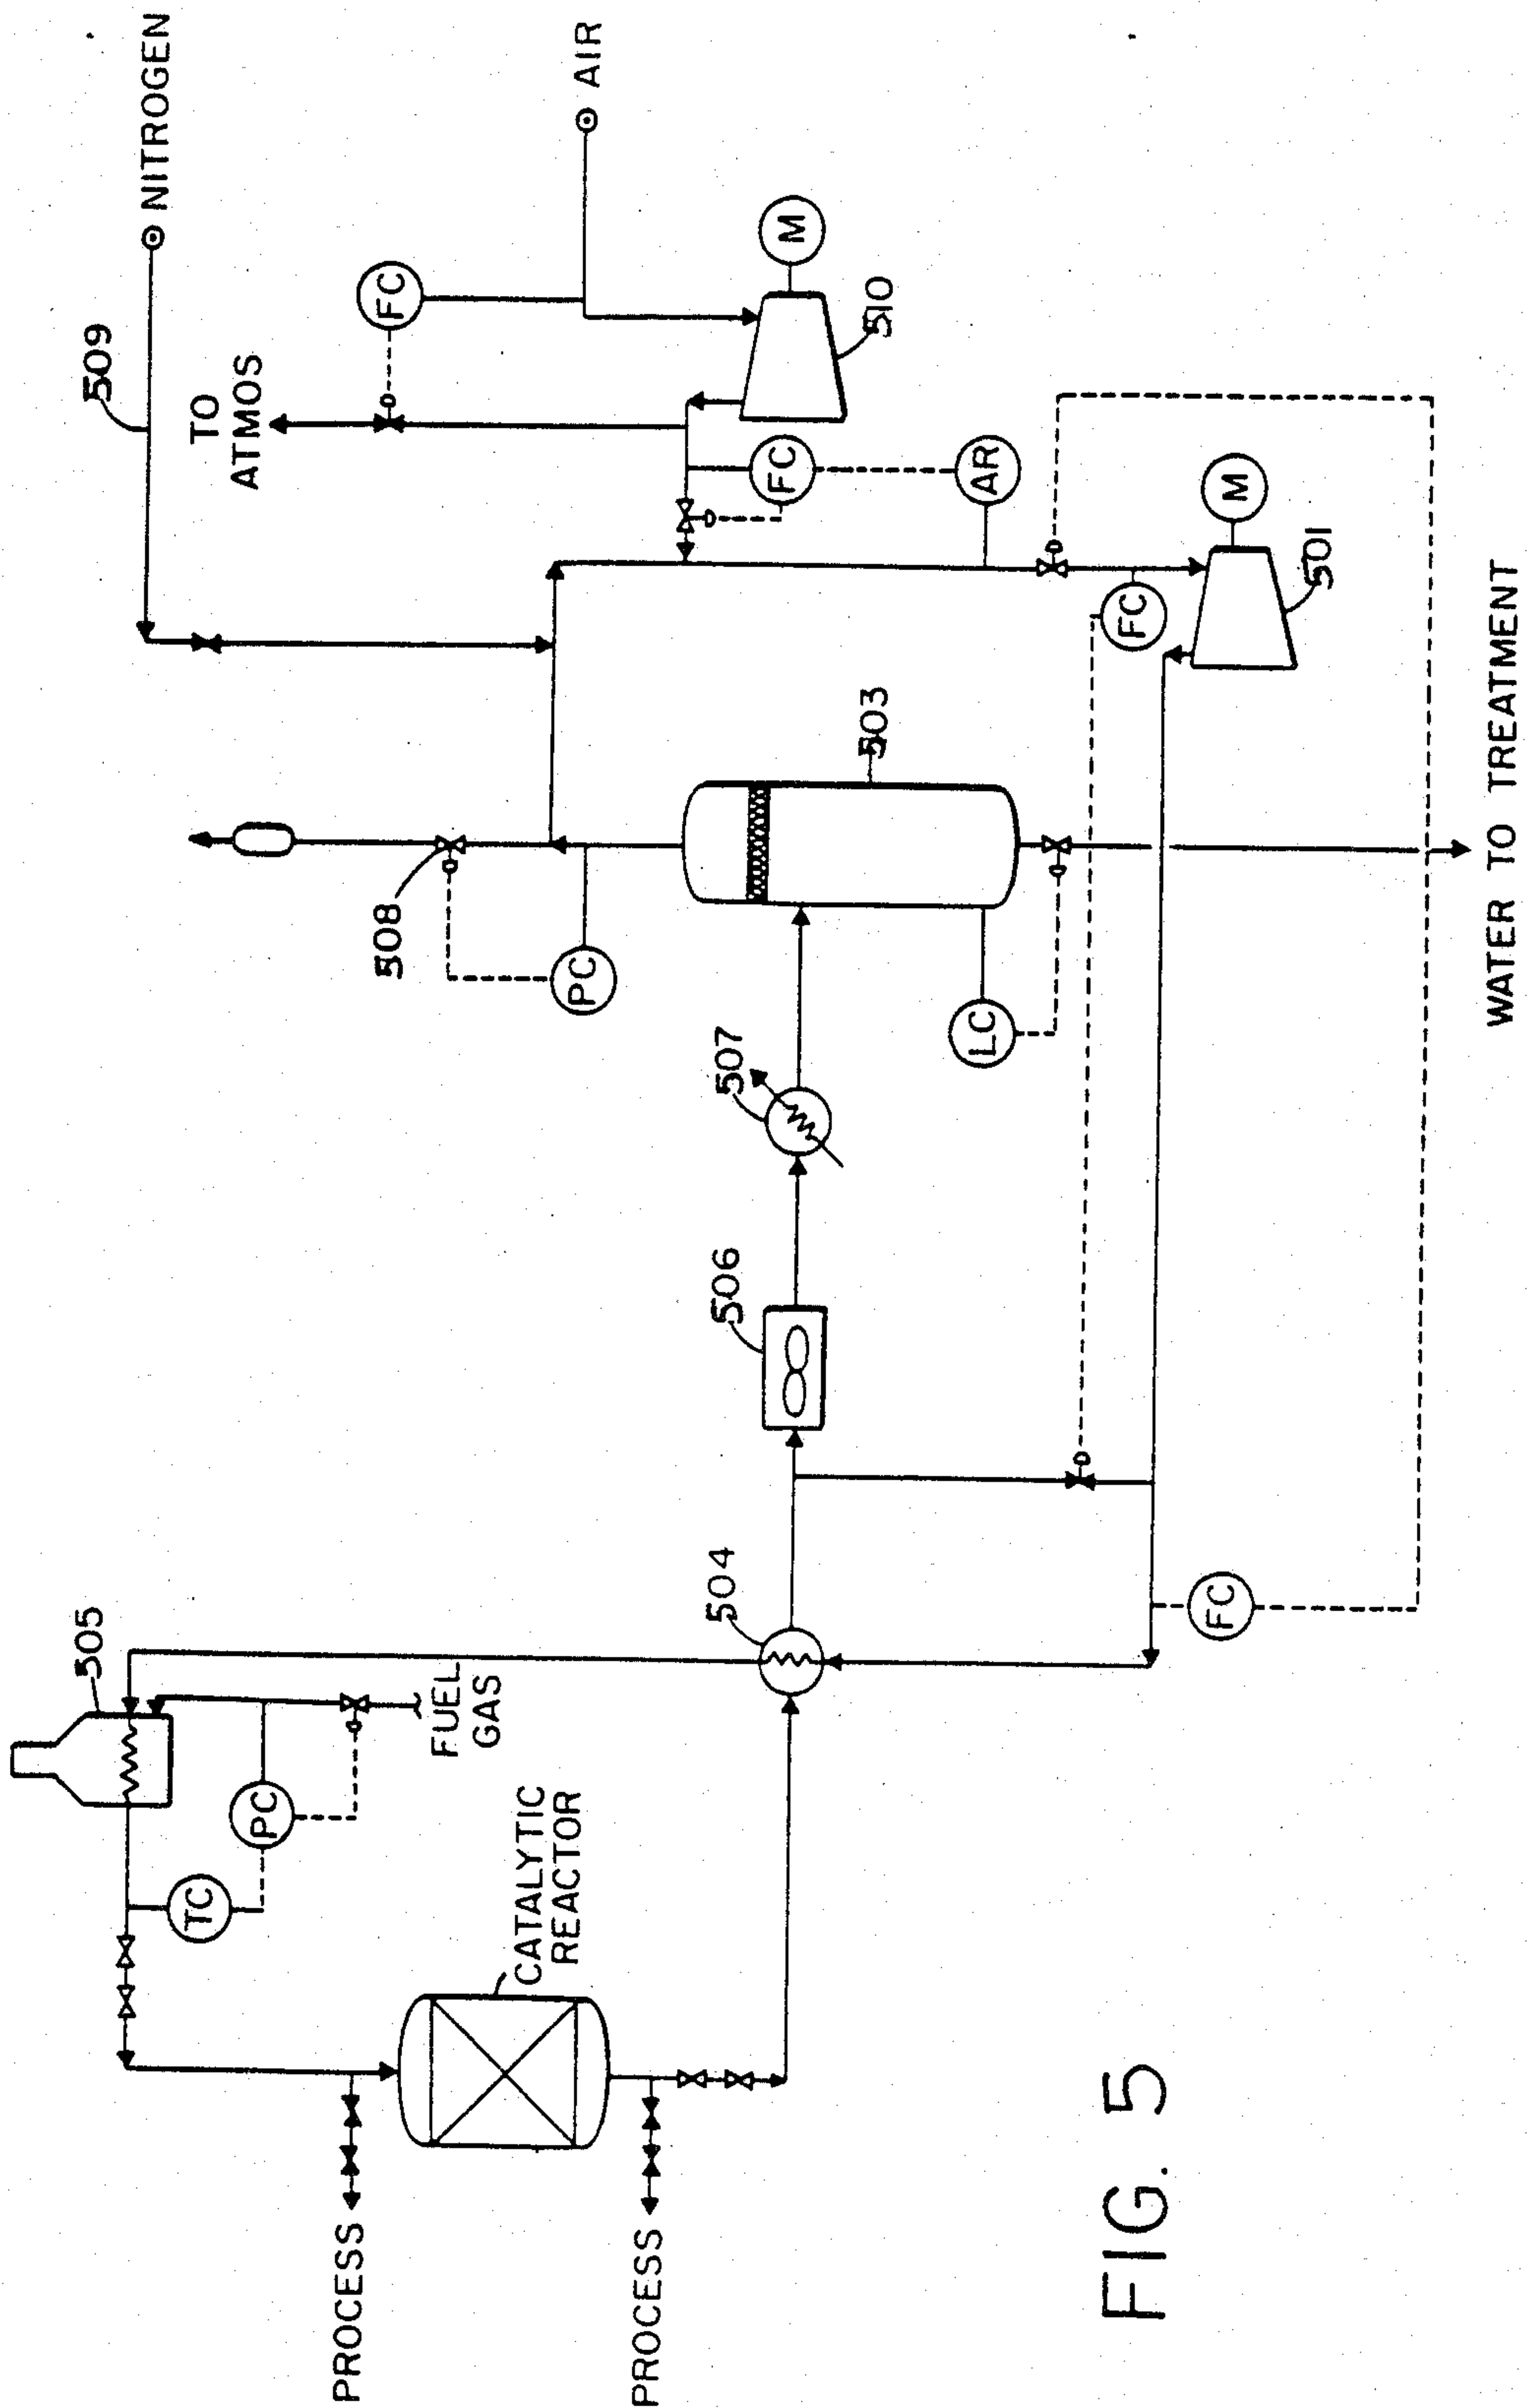 505
TC
PC
FUEL
GAS
CATALYTIC
REACTOR
PROCESS
PROCESS
504
FC
506
507
508
PC
LC
503
509
NITROGEN
TO
ATMOS
FC
AIR
M
510
FC
AR
FC
M
501
WATER TO TREATMENT
FIG. 5